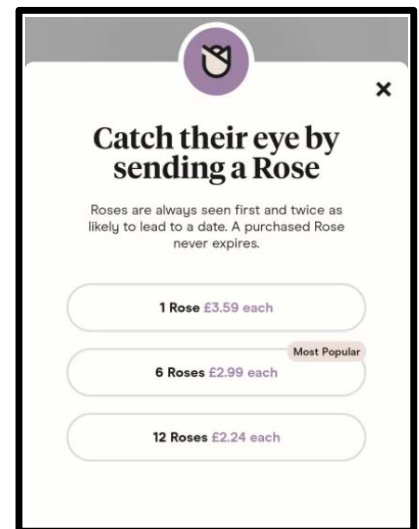 Catch their eye by
sending a Rose
Roses are always seen first and twice as
likely to lead to a date. A purchased Rose
never expires.
1 Rose £3.59 each
Most Popular
6 Roses £2.99 each
12 Roses £2.24 each